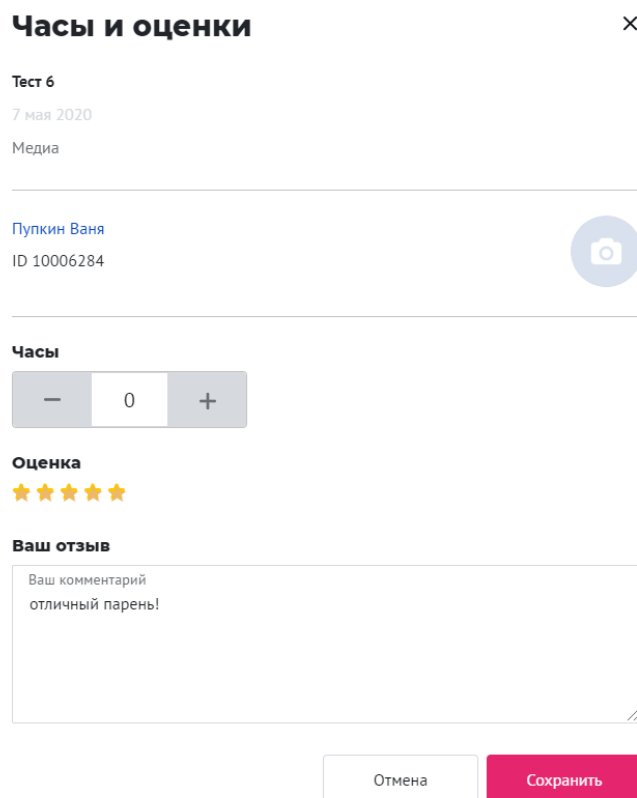 Часы и оценки
Тест 6
7 мая 2020
Медиа
Пупкин Ваня
ID 10006284
Часы
0
Оценка
Ваш отзыв
Ваш комментарий
отличный парень!
Отмена
Сохранить